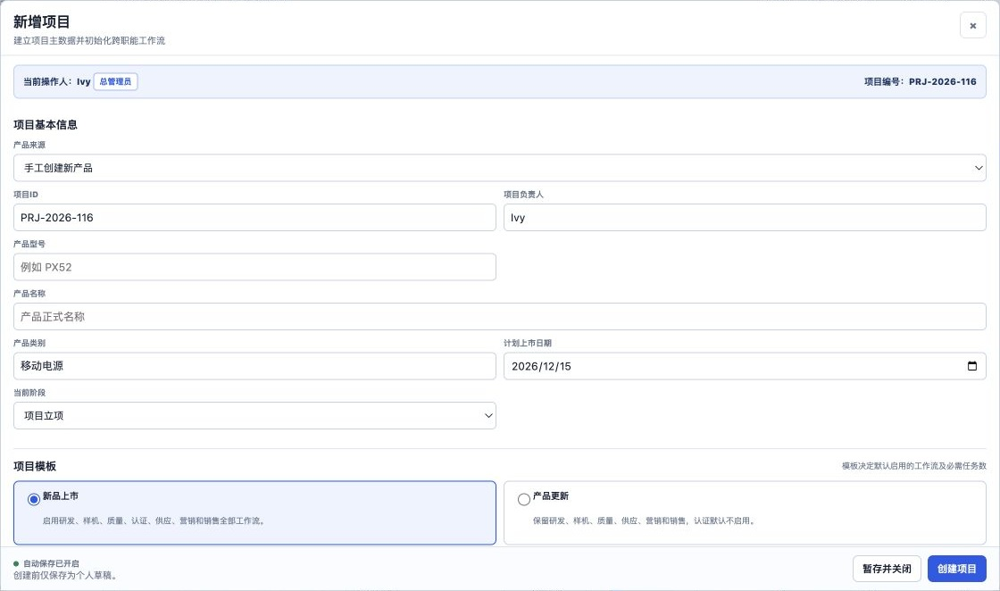 新增项目
建立项目主数据并初始化跨职能工作流
×
当前操作人：Ivy 总管理员
项目编号：PRJ-2026-116
项目基本信息
产品来源
手工创建新产品
项目ID
项目负责人
PRJ-2026-116
Ivy
产品型号
例如 PX52
产品名称
产品正式名称
产品类别
计划上市日期
移动电源
2026/12/15
当前阶段
项目立项
项目模板
模板决定默认启用的工作流及必需任务数
新品上市
启用研发、样机、质量、认证、供应、营销和销售全部工作流。
产品更新
保留研发、样机、质量、供应、营销和销售，认证默认不启用。
自动保存已开启
创建前仅保存为个人草稿。
暂存并关闭
创建项目